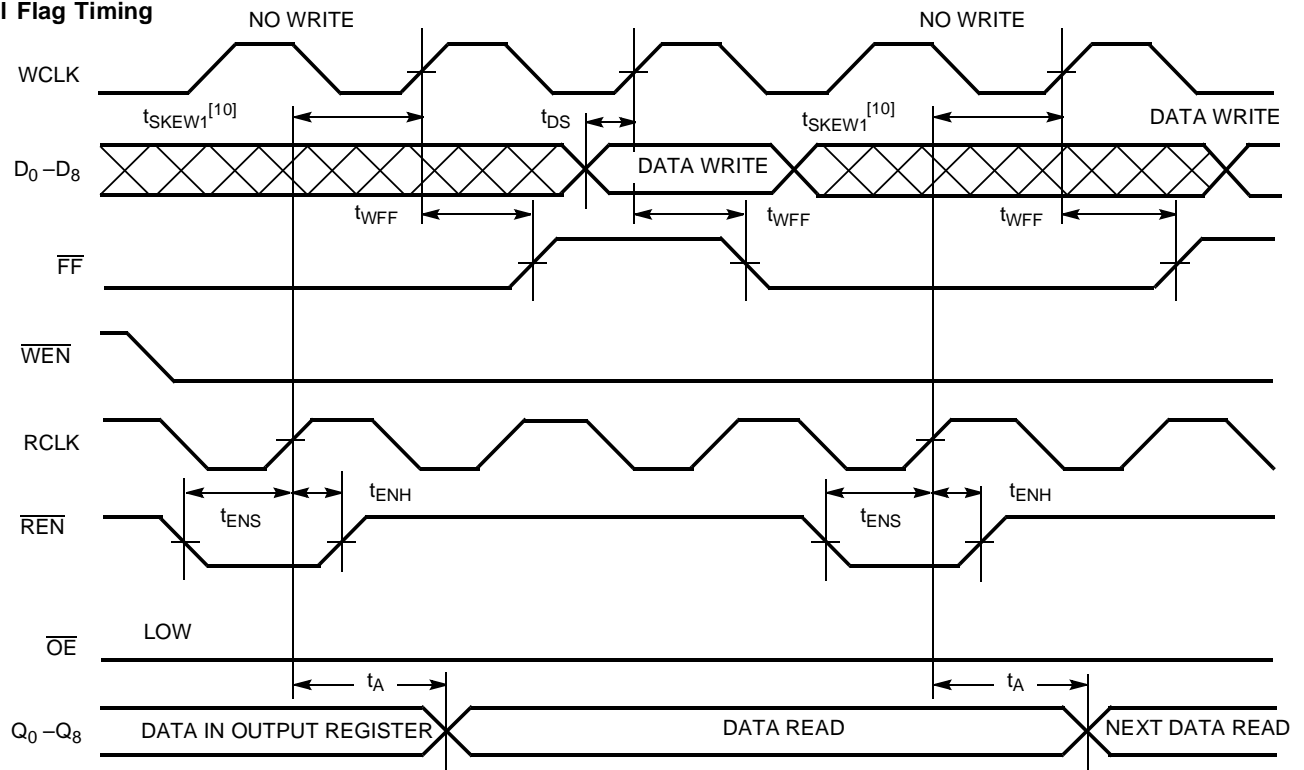 l Flag Timing
NO WRITE NO WRITE
WCLK
tSKEW1[10] tDS tSKEW1[10] DATA WRITE
D0 –D8 DATA WRITE
tWFF tWFF tWFF
FF
WEN
RCLK
tENS tENH tENS tENH
REN
LOW
OE
tA tA
Q0 –Q8 DATA IN OUTPUT REGISTER DATA READ NEXT DATA READ